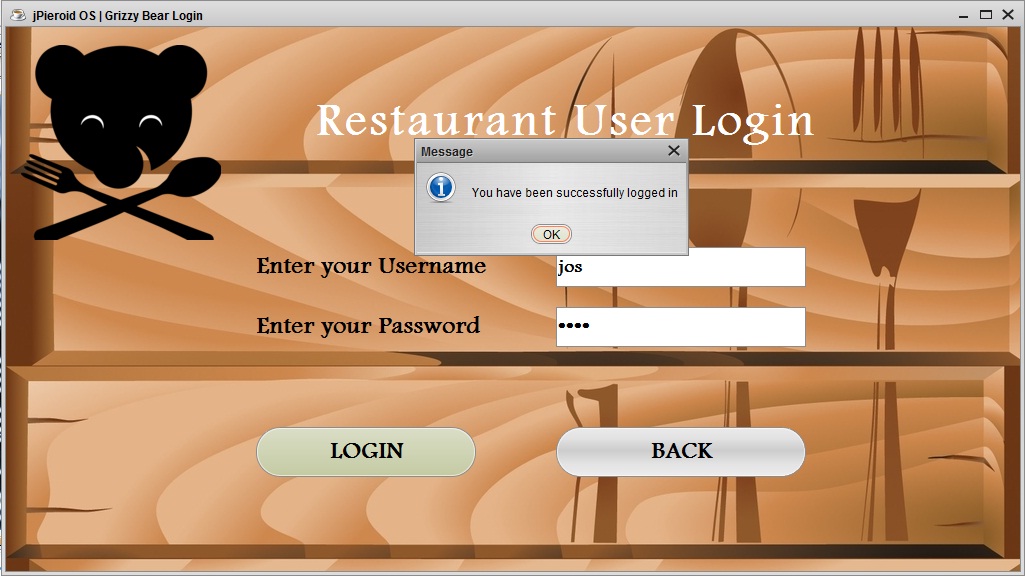 jPieroid OS | Grizzy Bear Login
Restaurant User Login
Message
You have been successfully logged in
OK
Enter your Username
jos
Enter your Password
••••
LOGIN
BACK